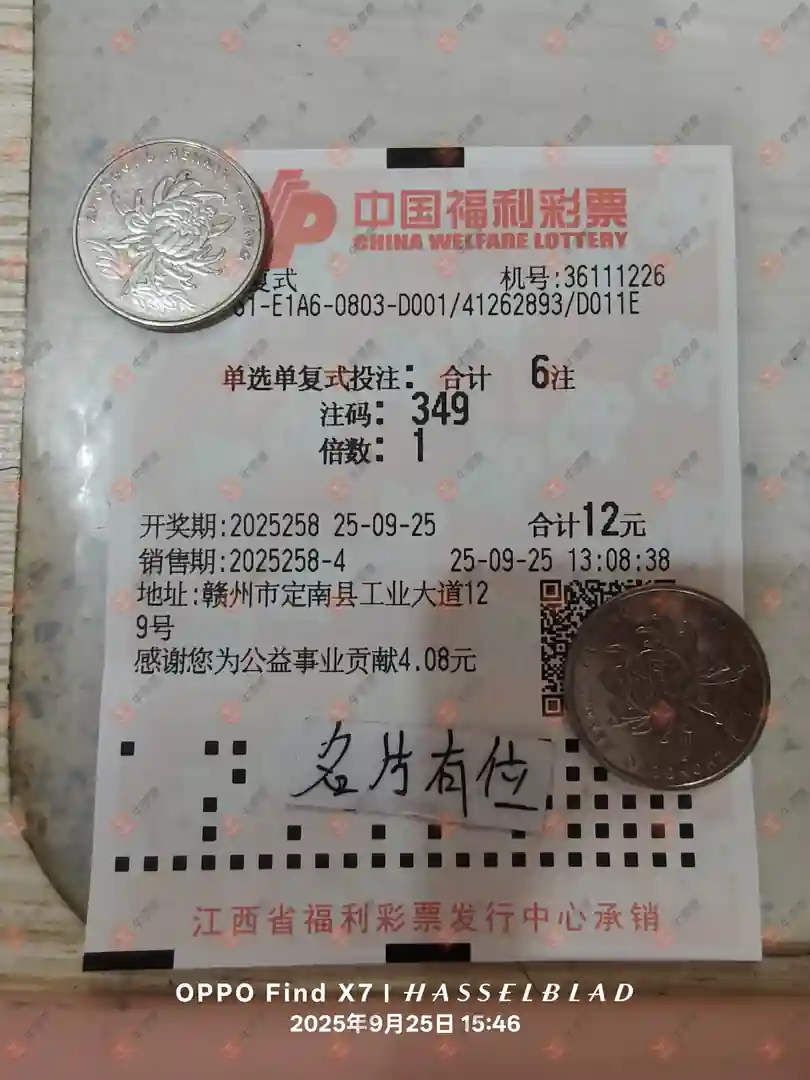 中国福利彩票
CHINA WELFARE LOTTERY
复式 机号:36111226
61-E1A6-0803-D001/41262893/D011E
单选单复式投注: 合计 6注
注码: 349
倍数: 1
开奖期:2025258 25-09-25 合计12元
销售期:2025258-4 25-09-25 13:08:38
地址:赣州市定南县工业大道12
9号
感谢您为公益事业贡献4.08元
名片有位
江西省福利彩票发行中心承销
OPPO Find X7 | HASSELBLAD
2025年9月25日 15:46